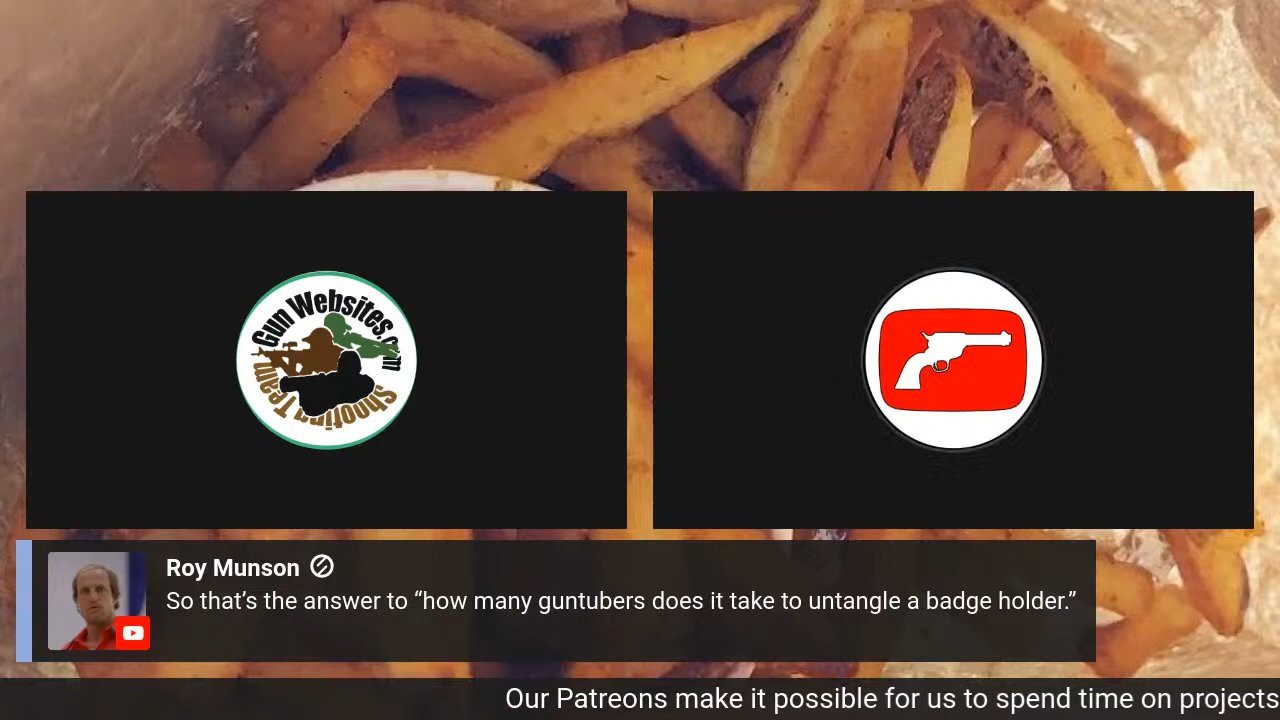 Gun Websites.com
Shooting Team
Roy Munson
So that’s the answer to “how many guntubers does it take to untangle a badge holder.”
Our Patreons make it possible for us to spend time on projects